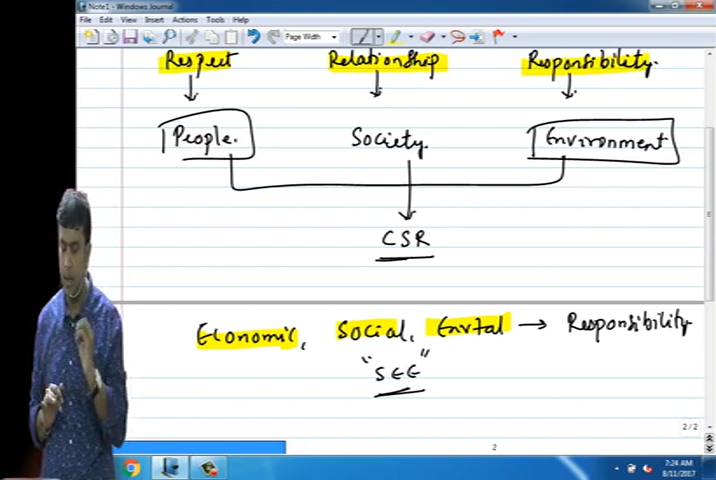 Note1 - Windows Journal
File Edit View Insert Actions Tools Help
Page Width
Respect Relationship Responsibility.
People. Society. Environment
CSR
Economic, Social, Envtal → Responsibility
"SEE"
2/2
2
7:24 AM
8/11/2017